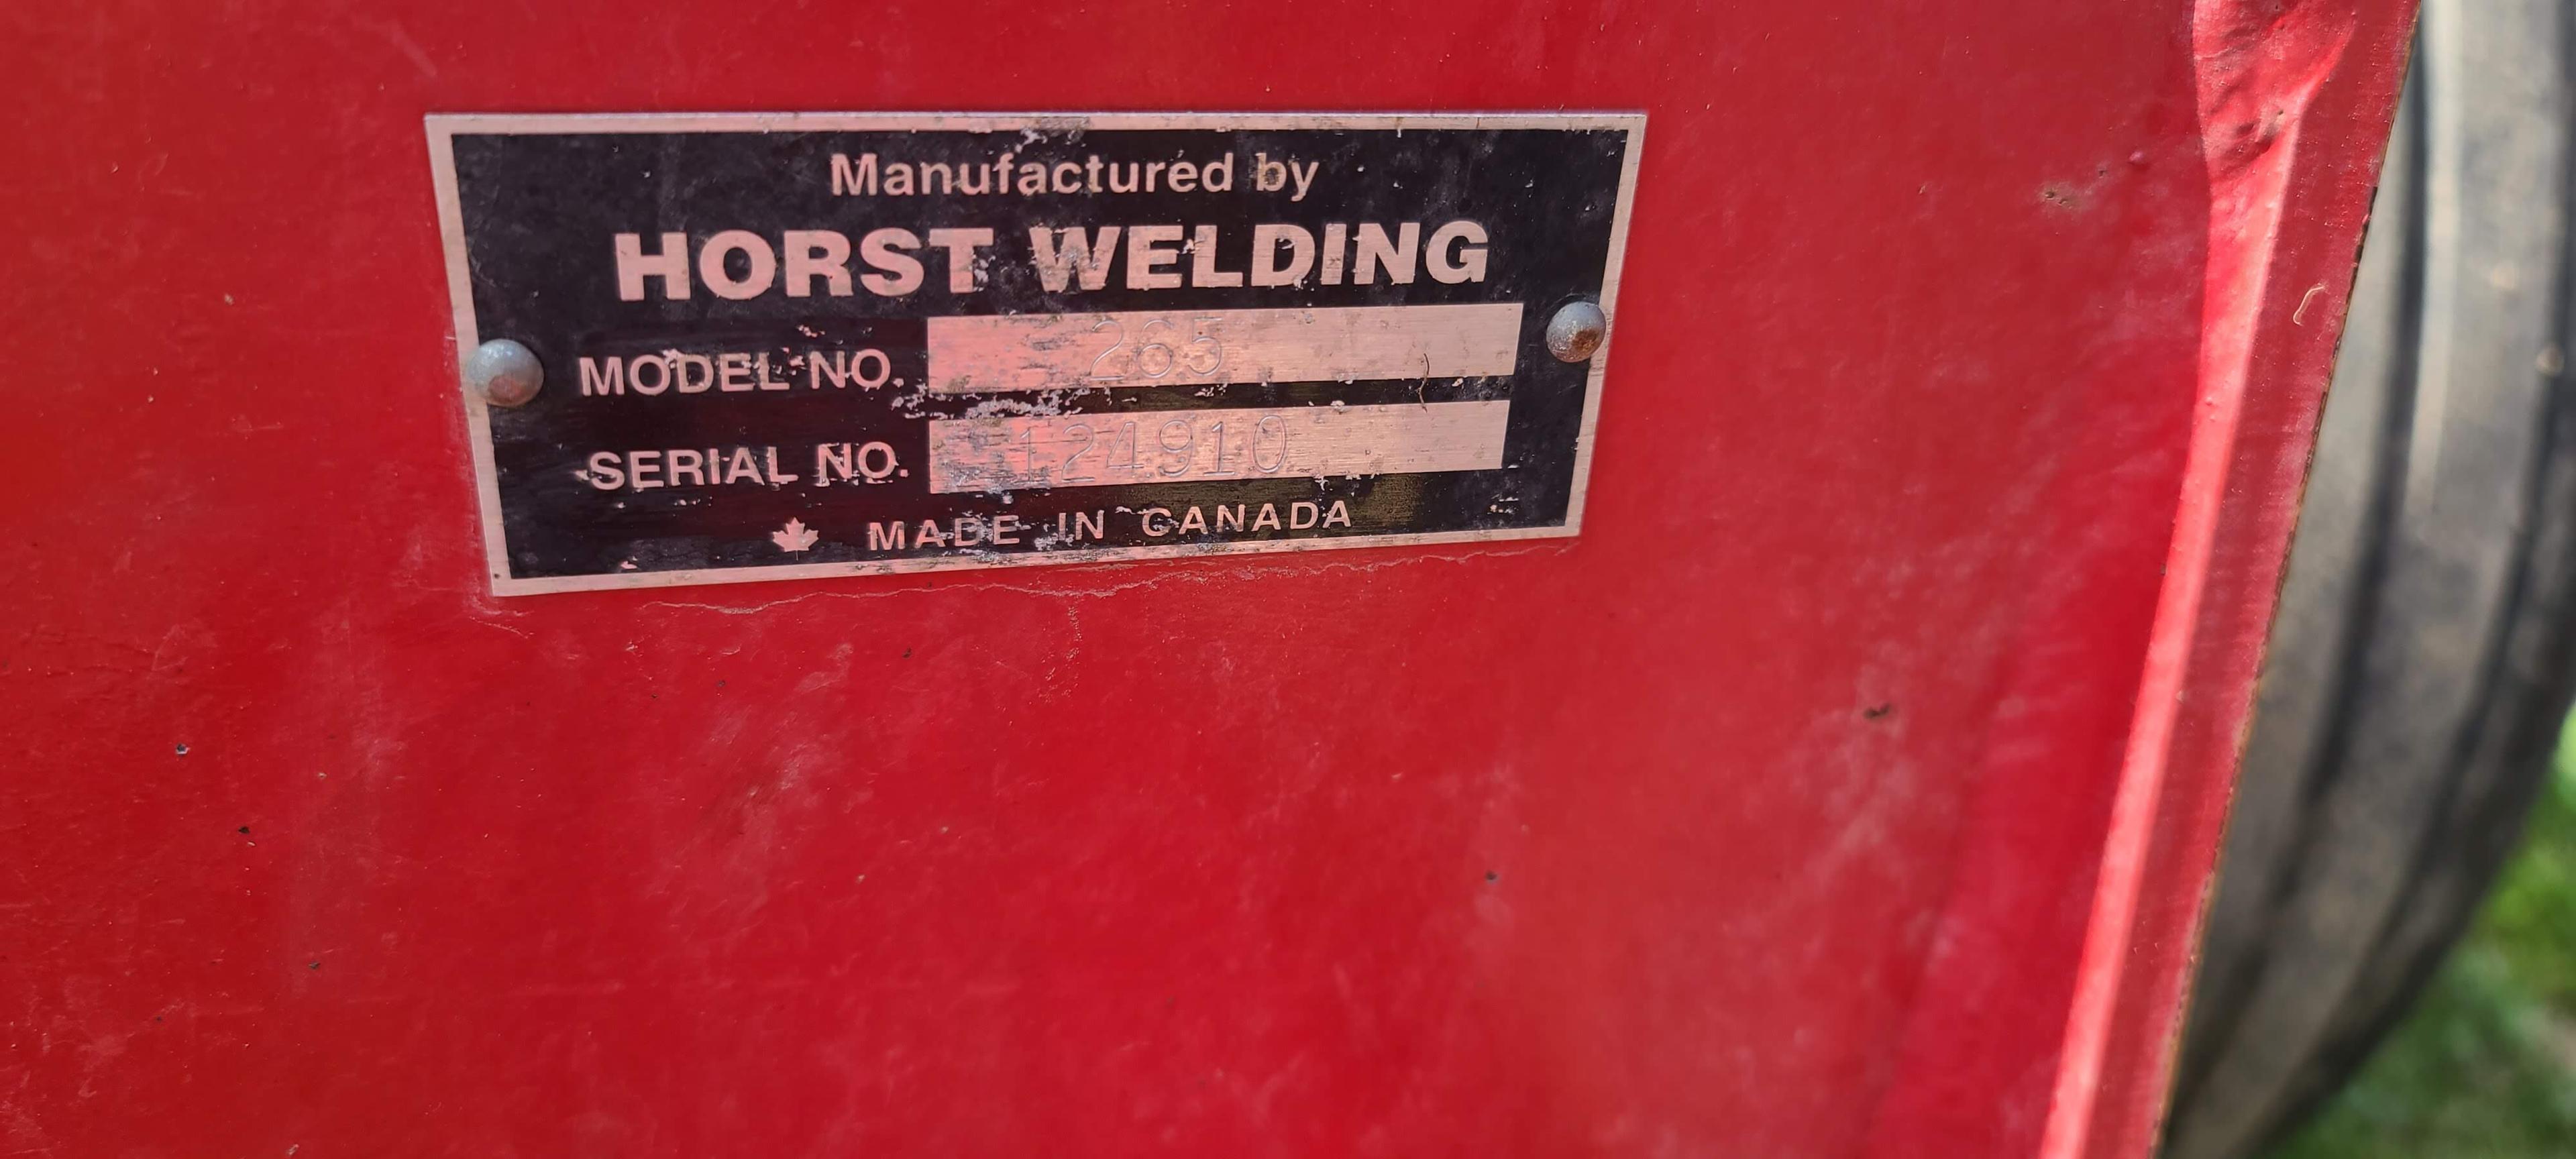 Manufactured by
HORST WELDING
MODEL NO. 265
SERIAL NO. 124910
MADE IN CANADA